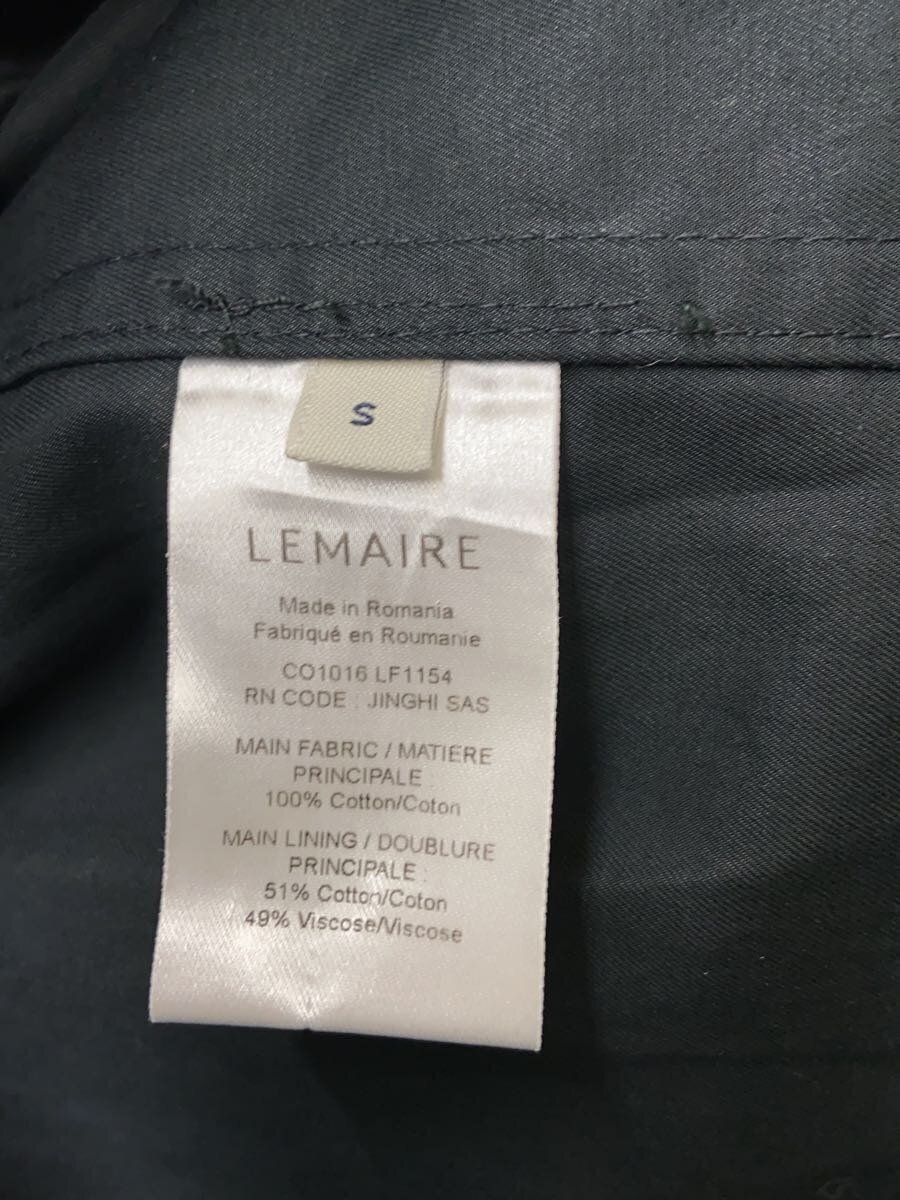 S
LEMAIRE
Made in Romania
Fabriqué en Roumanie
CO1016 LF1154
RN CODE : JINGHI SAS
MAIN FABRIC / MATIERE
PRINCIPALE :
100% Cotton/Coton
MAIN LINING / DOUBLURE
PRINCIPALE :
51% Cotton/Coton
49% Viscose/Viscose